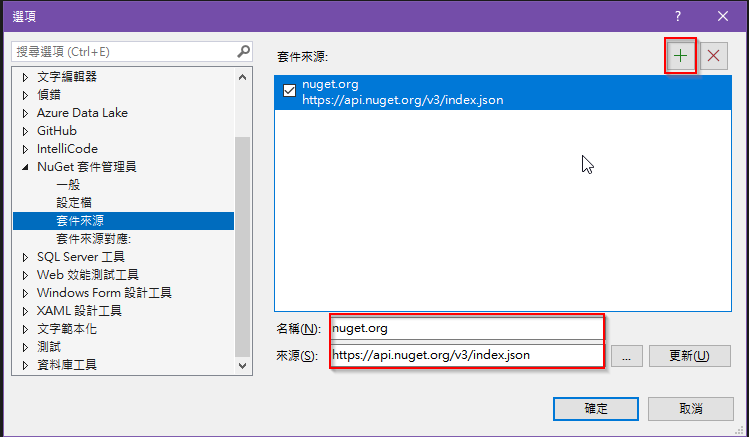 選項
搜尋選項 (Ctrl+E)
文字編輯器
偵錯
Azure Data Lake
GitHub
IntelliCode
NuGet 套件管理員
一般
設定檔
套件來源
套件來源對應:
SQL Server 工具
Web 效能測試工具
Windows Form 設計工具
XAML 設計工具
文字範本化
測試
資料庫工具
套件來源:
nuget.org
https://api.nuget.org/v3/index.json
名稱(N): nuget.org
來源(S): https://api.nuget.org/v3/index.json ... 更新(U)
確定 取消